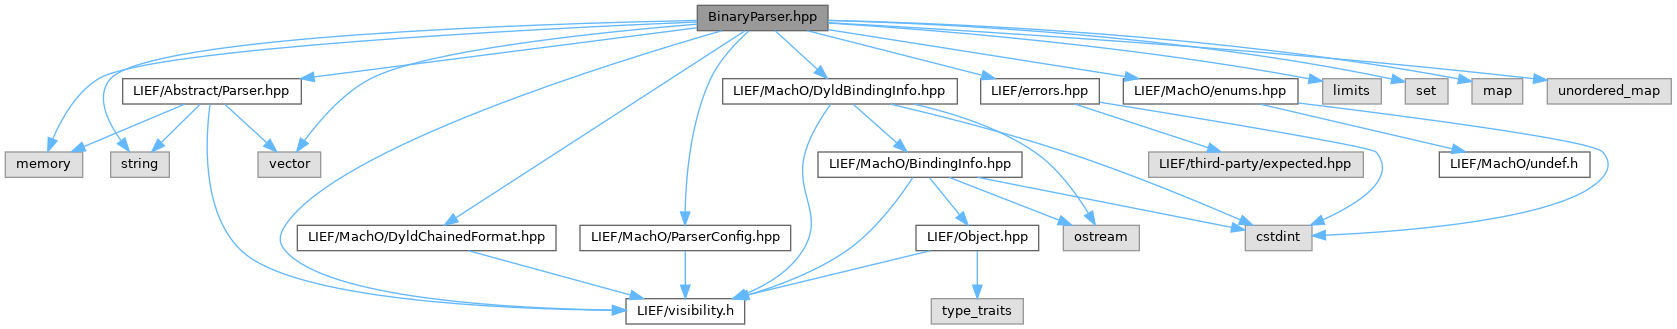 BinaryParser.hpp
LIEF/Abstract/Parser.hpp
LIEF/MachO/DyldBindingInfo.hpp
LIEF/errors.hpp
LIEF/MachO/enums.hpp
limits
set
map
unordered_map
memory
string
vector
LIEF/MachO/BindingInfo.hpp
LIEF/third-party/expected.hpp
LIEF/MachO/undef.h
LIEF/MachO/DyldChainedFormat.hpp
LIEF/MachO/ParserConfig.hpp
LIEF/Object.hpp
ostream
cstdint
LIEF/visibility.h
type_traits